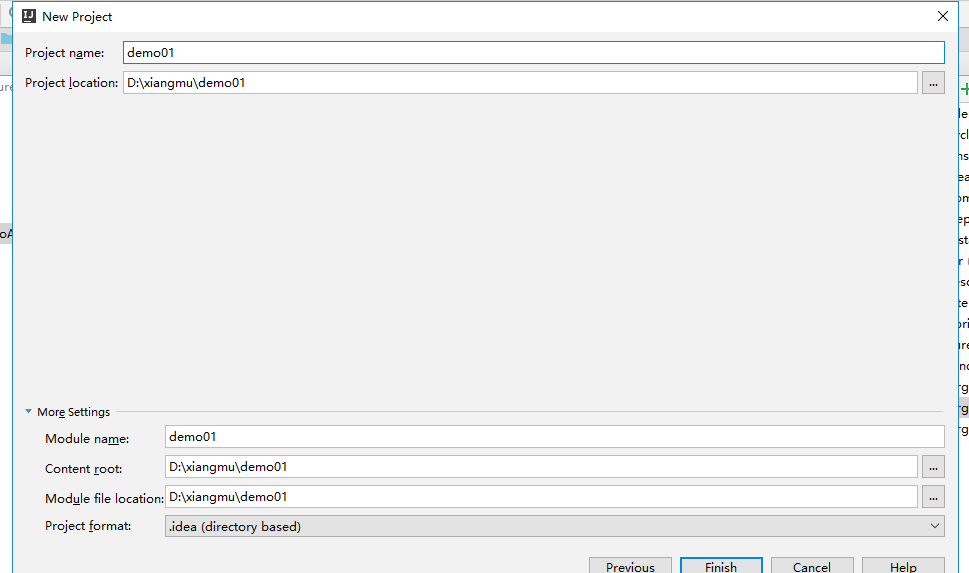 New Project
Project name: demo01
Project location: D:\xiangmu\demo01 ...
More Settings
Module name: demo01
Content root: D:\xiangmu\demo01 ...
Module file location: D:\xiangmu\demo01 ...
Project format: .idea (directory based)
Previous Finish Cancel Help